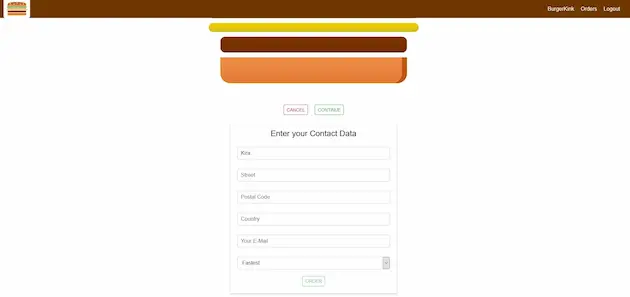 BurgerKink Orders Logout
CANCEL CONTINUE
Enter your Contact Data
Kira
Street
Postal Code
Country
Your E-Mail
Fastest
ORDER